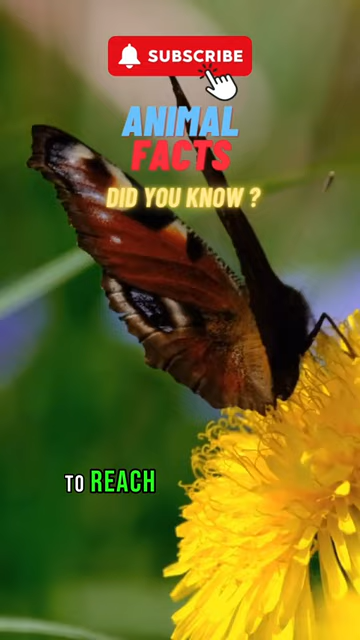 SUBSCRIBE
ANIMAL
FACTS
DID YOU KNOW ?
TO REACH